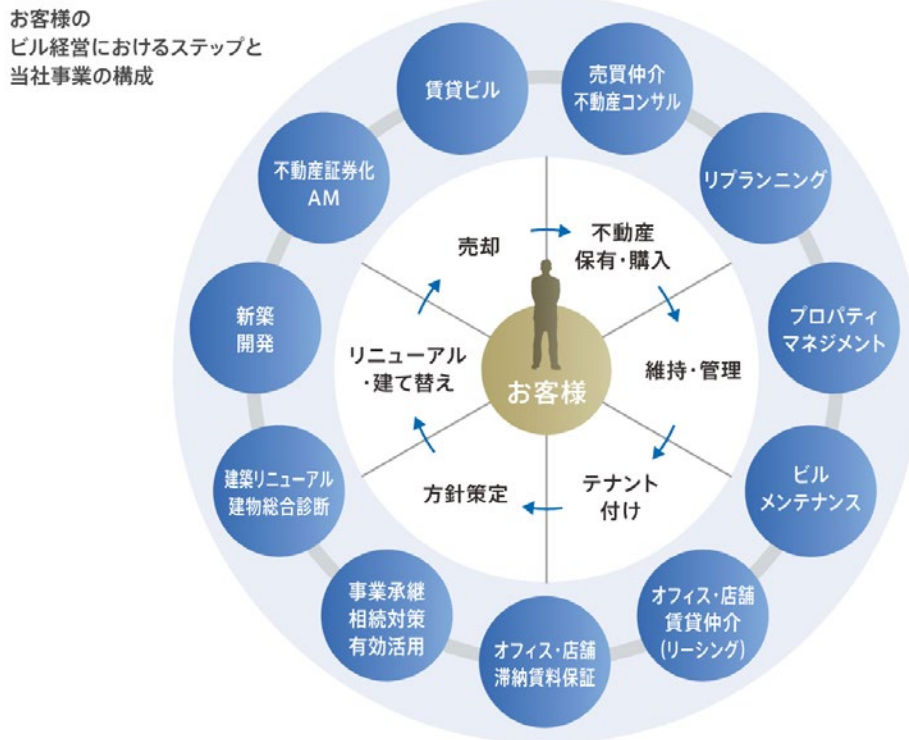 お客様の
ビル経営におけるステップと
当社事業の構成
賃貸ビル
売買仲介
不動産コンサル
リプランニング
プロパティ
マネジメント
ビル
メンテナンス
オフィス・店舗
賃貸仲介
(リーシング)
オフィス・店舗
滞納賃料保証
事業承継
相続対策
有効活用
建築リニューアル
建物総合診断
新築
開発
不動産証券化
AM
売却
不動産
保有・購入
維持・管理
テナント
付け
方針策定
リニューアル
・建て替え
お客様